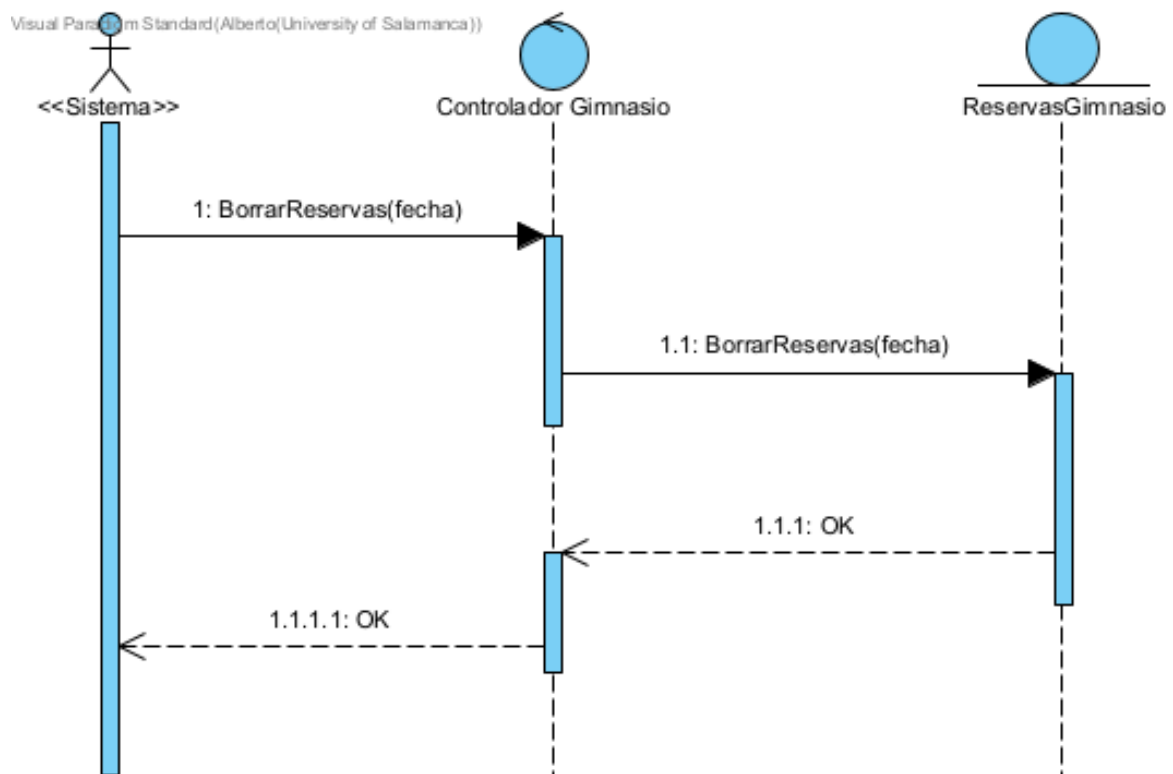 Visual Paradigm Standard(Alberto(University of Salamanca))
<<Sistema>>
Controlador Gimnasio
ReservasGimnasio
1: BorrarReservas(fecha)
1.1: BorrarReservas(fecha)
1.1.1: OK
1.1.1.1: OK